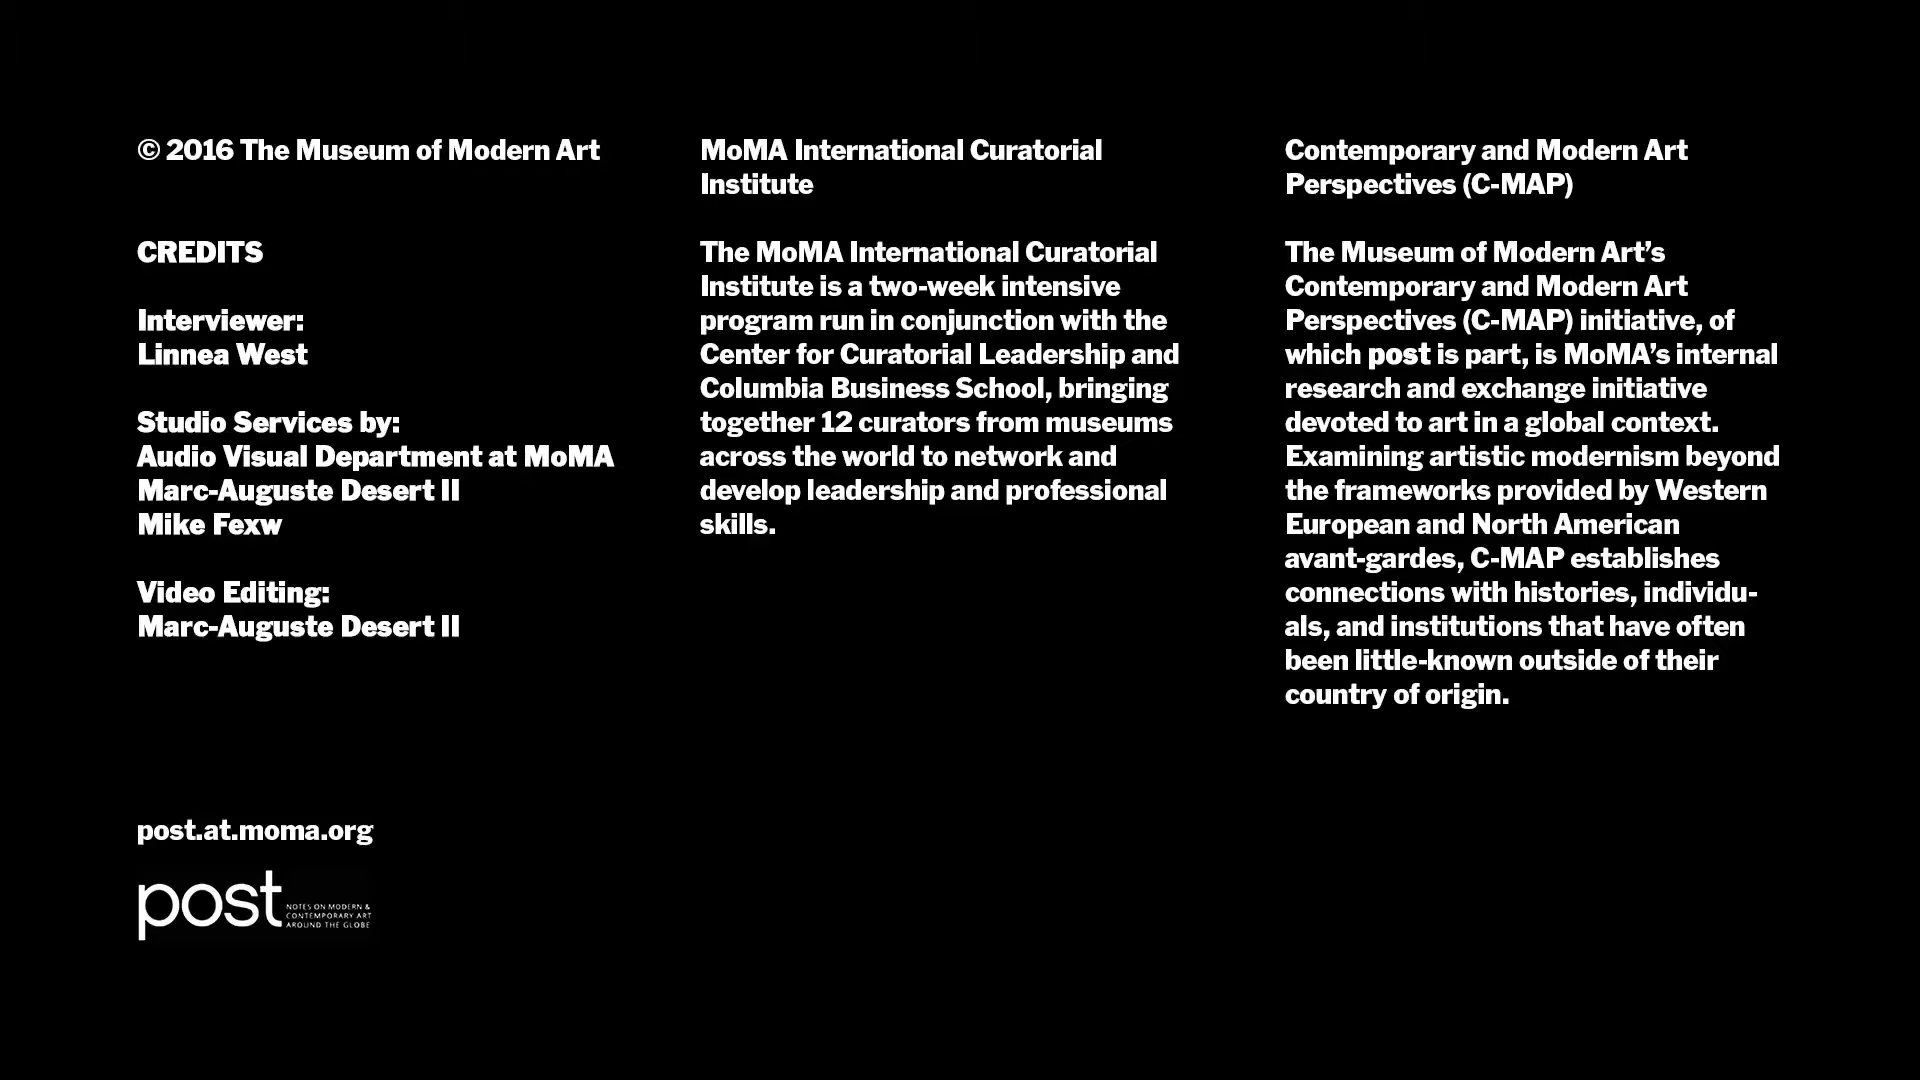 © 2016 The Museum of Modern Art
CREDITS
Interviewer:
Linnea West
Studio Services by:
Audio Visual Department at MoMA
Marc-Auguste Desert II
Mike Fexw
Video Editing:
Marc-Auguste Desert II
post.at.moma.org
post
NOTES ON MODERN &
CONTEMPORARY ART
AROUND THE GLOBE
MoMA International Curatorial
Institute
The MoMA International Curatorial
Institute is a two-week intensive
program run in conjunction with the
Center for Curatorial Leadership and
Columbia Business School, bringing
together 12 curators from museums
across the world to network and
develop leadership and professional
skills.
Contemporary and Modern Art
Perspectives (C-MAP)
The Museum of Modern Art’s
Contemporary and Modern Art
Perspectives (C-MAP) initiative, of
which post is part, is MoMA’s internal
research and exchange initiative
devoted to art in a global context.
Examining artistic modernism beyond
the frameworks provided by Western
European and North American
avant-gardes, C-MAP establishes
connections with histories, individu-
als, and institutions that have often
been little-known outside of their
country of origin.